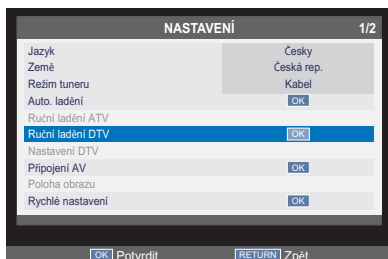 NASTAVENÍ 1/2
Jazyk Česky
Země Česká rep.
Režim tuneru Kabel
Auto. ladění OK
Ruční ladění ATV
Ruční ladění DTV OK
Nastavení DTV
Připojení AV OK
Poloha obrazu
Rychlé nastavení OK
OK Potvrdit RETURN Zpět